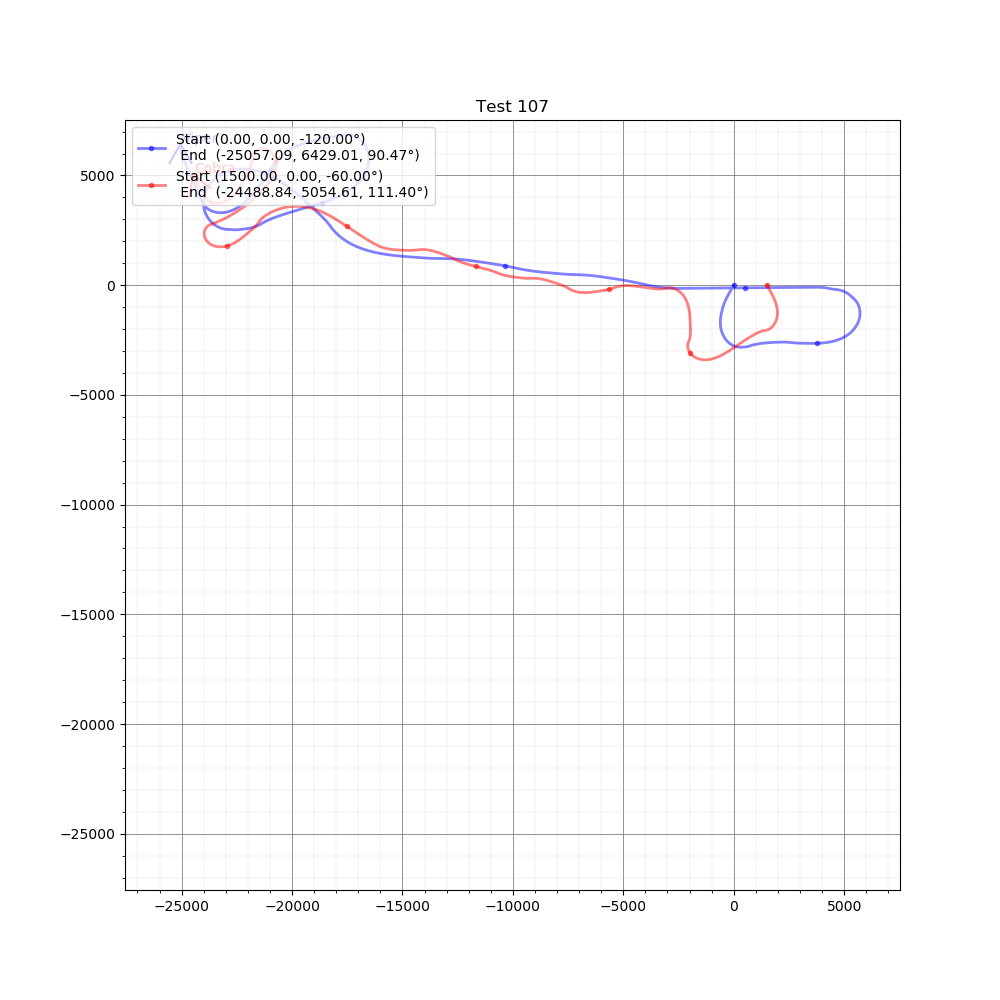 Test 107
Start (0.00, 0.00, -120.00°)
End (-25057.09, 6429.01, 90.47°)
Start (1500.00, 0.00, -60.00°)
End (-24488.84, 5054.61, 111.40°)
Cobra
5000
0
−5000
−10000
−15000
−20000
−25000
−25000
−20000
−15000
−10000
−5000
0
5000